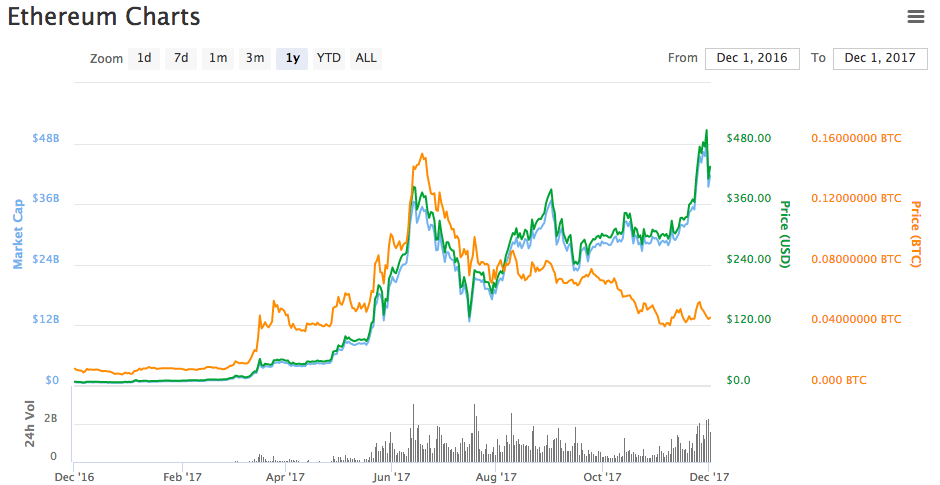 Ethereum Charts
Zoom 1d 7d 1m 3m 1y YTD ALL From Dec 1, 2016 To Dec 1, 2017
$48B $480.00 0.16000000 BTC
$36B $360.00 0.12000000 BTC
$24B $240.00 0.08000000 BTC
$12B $120.00 0.04000000 BTC
$0 $0.0 0.000 BTC
Market Cap
Price (USD)
Price (BTC)
24h Vol
2B
0
Dec '16 Feb '17 Apr '17 Jun '17 Aug '17 Oct '17 Dec '17